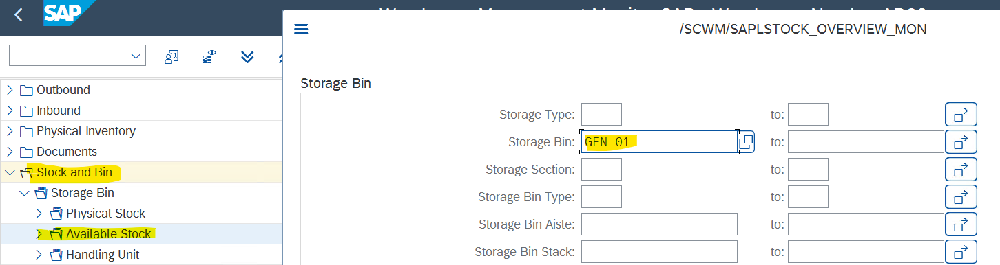 SAP
/SCWM/SAPLSTOCK_OVERVIEW_MON
Outbound
Inbound
Physical Inventory
Documents
Stock and Bin
Storage Bin
Physical Stock
Available Stock
Handling Unit
Storage Bin
Storage Type: to:
Storage Bin: GEN-01 to:
Storage Section: to:
Storage Bin Type: to:
Storage Bin Aisle: to:
Storage Bin Stack: to: